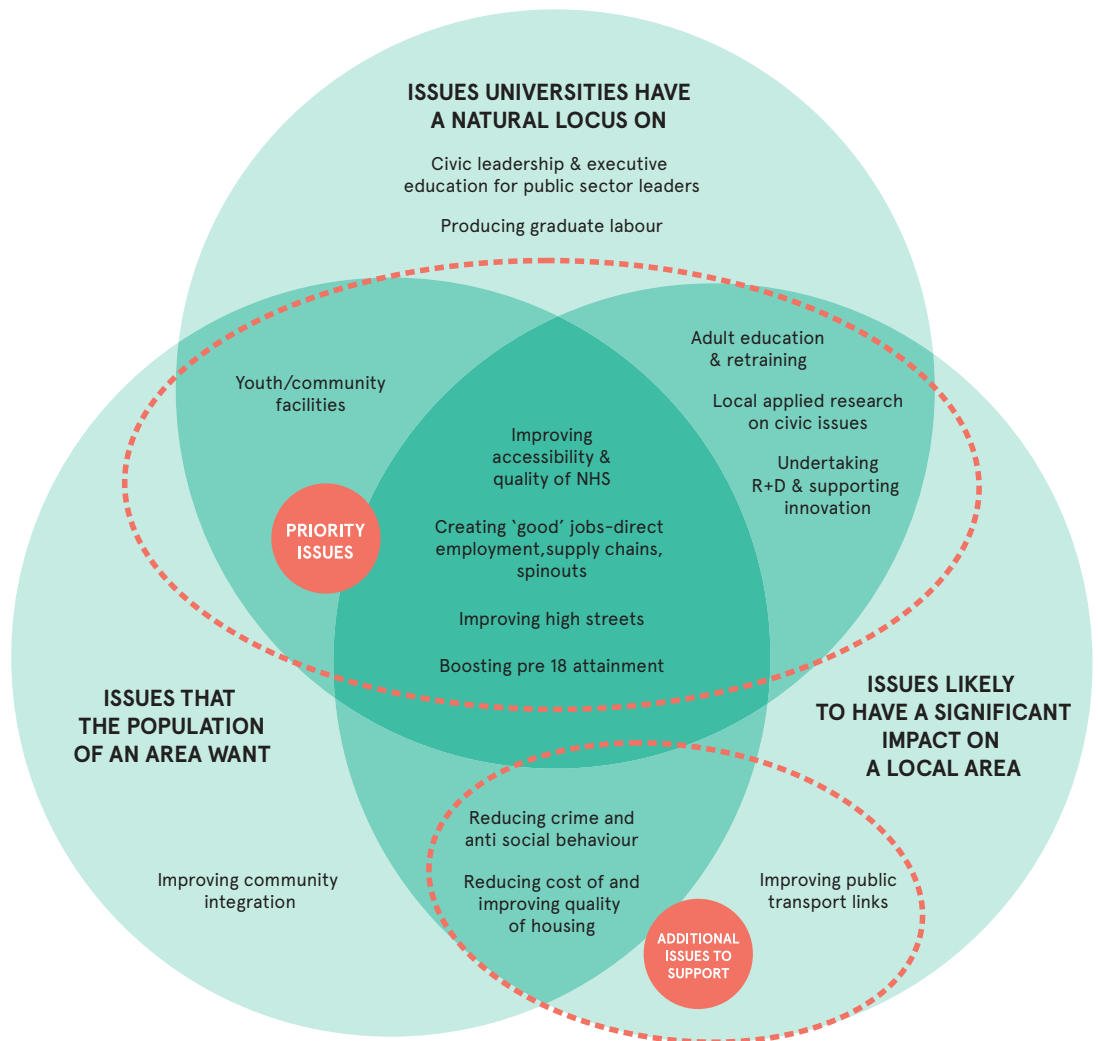 ISSUES UNIVERSITIES HAVE
A NATURAL LOCUS ON
Civic leadership & executive
education for public sector leaders
Producing graduate labour
Youth/community
facilities
Adult education
& retraining
Local applied research
on civic issues
Undertaking
R+D & supporting
innovation
Improving
accessibility &
quality of NHS
Creating ‘good’ jobs-direct
employment,supply chains,
spinouts
Improving high streets
Boosting pre 18 attainment
PRIORITY
ISSUES
ISSUES THAT
THE POPULATION
OF AN AREA WANT
ISSUES LIKELY
TO HAVE A SIGNIFICANT
IMPACT ON
A LOCAL AREA
Improving community
integration
Reducing crime and
anti social behaviour
Reducing cost of and
improving quality
of housing
Improving public
transport links
ADDITIONAL
ISSUES TO
SUPPORT